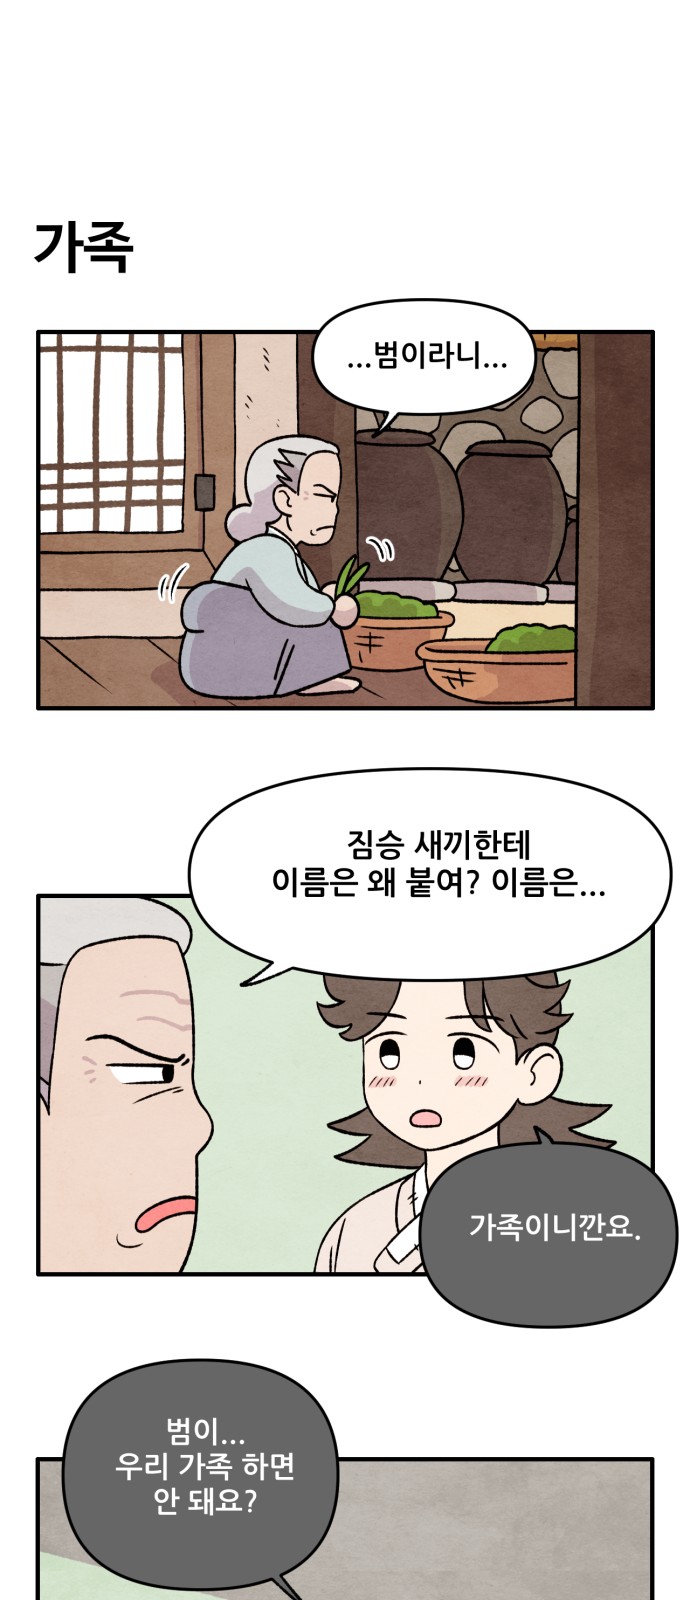 가족
...범이라니...
짐승 새끼한테
이름은 왜 붙여? 이름은...
가족이니깐요.
범이...
우리 가족 하면
안 돼요?